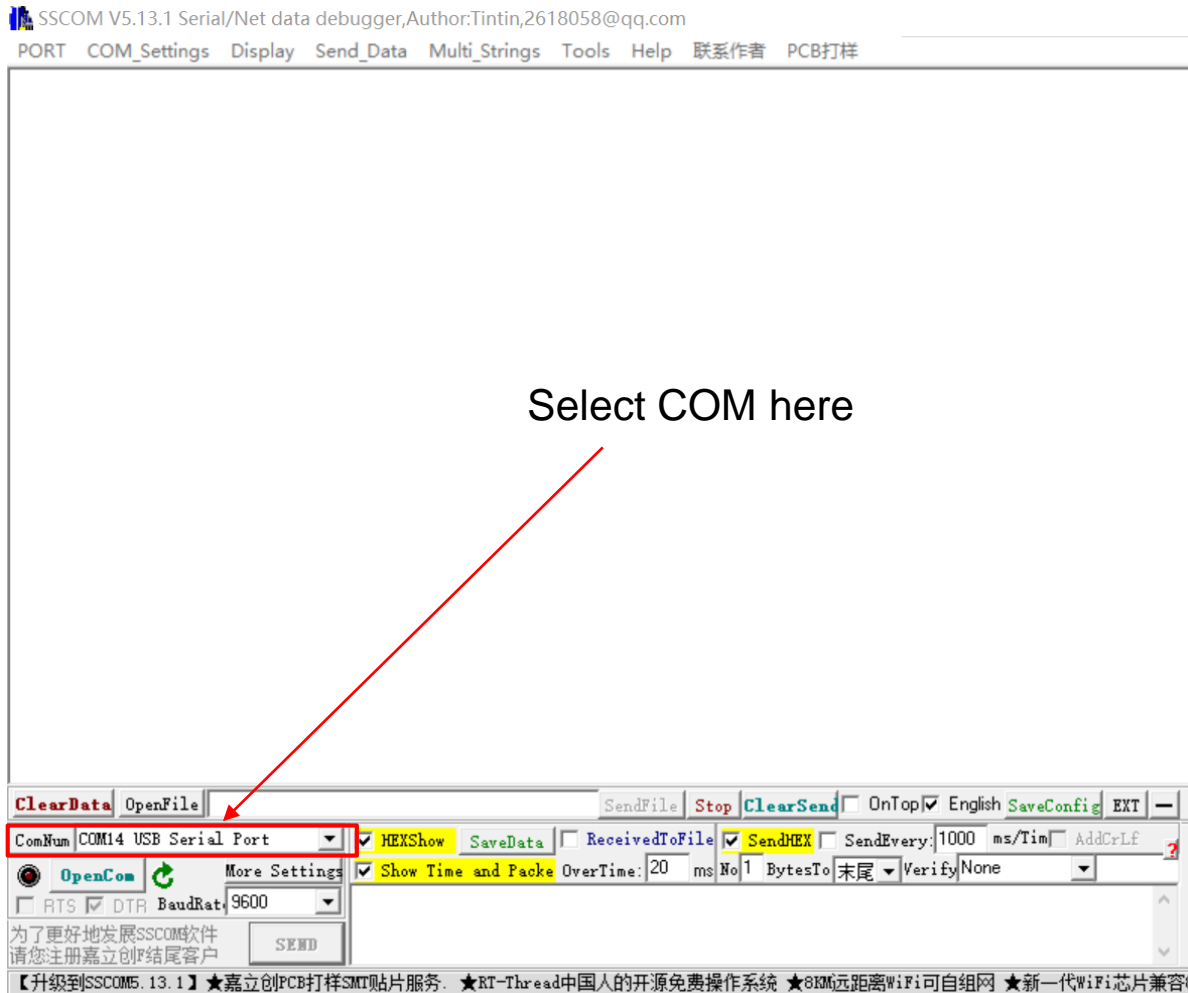 SSCOM V5.13.1 Serial/Net data debugger,Author:Tintin,2618058@qq.com
PORT COM_Settings Display Send_Data Multi_Strings Tools Help 联系作者 PCB打样
Select COM here
ClearData OpenFile SendFile Stop ClearSend OnTop English SaveConfig EXT —
ComNum COM14 USB Serial Port HEXShow SaveData ReceivedToFile SendHEX SendEvery: 1000 ms/Tim AddCrLf ?
OpenCom More Settings Show Time and Packe OverTime: 20 ms No 1 BytesTo 末尾 Verify None
RTS DTR BaudRat 9600
为了更好地发展SSCOM软件
请您注册嘉立创F结尾客户 SEND
【升级到SSCOM5.13.1】★嘉立创PCB打样SMT贴片服务. ★RT-Thread中国人的开源免费操作系统 ★8KM远距离WiFi可自组网 ★新一代WiFi芯片兼容